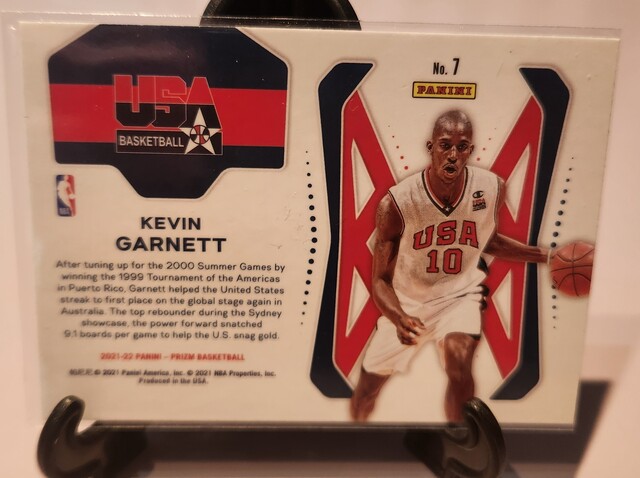 No. 7
PANINI
USA
BASKETBALL
KEVIN
GARNETT
After tuning up for the 2000 Summer Games by
winning the 1999 Tournament of the Americas
in Puerto Rico, Garnett helped the United States
streak to first place on the global stage again in
Australia. The top rebounder during the Sydney
showcase, the power forward snatched
9.1 boards per game to help the U.S. snag gold.
2021-22 PANINI - PRIZM BASKETBALL
© 2021 Panini America, Inc. © 2021 NBA Properties, Inc.
Produced in the USA.
USA
10